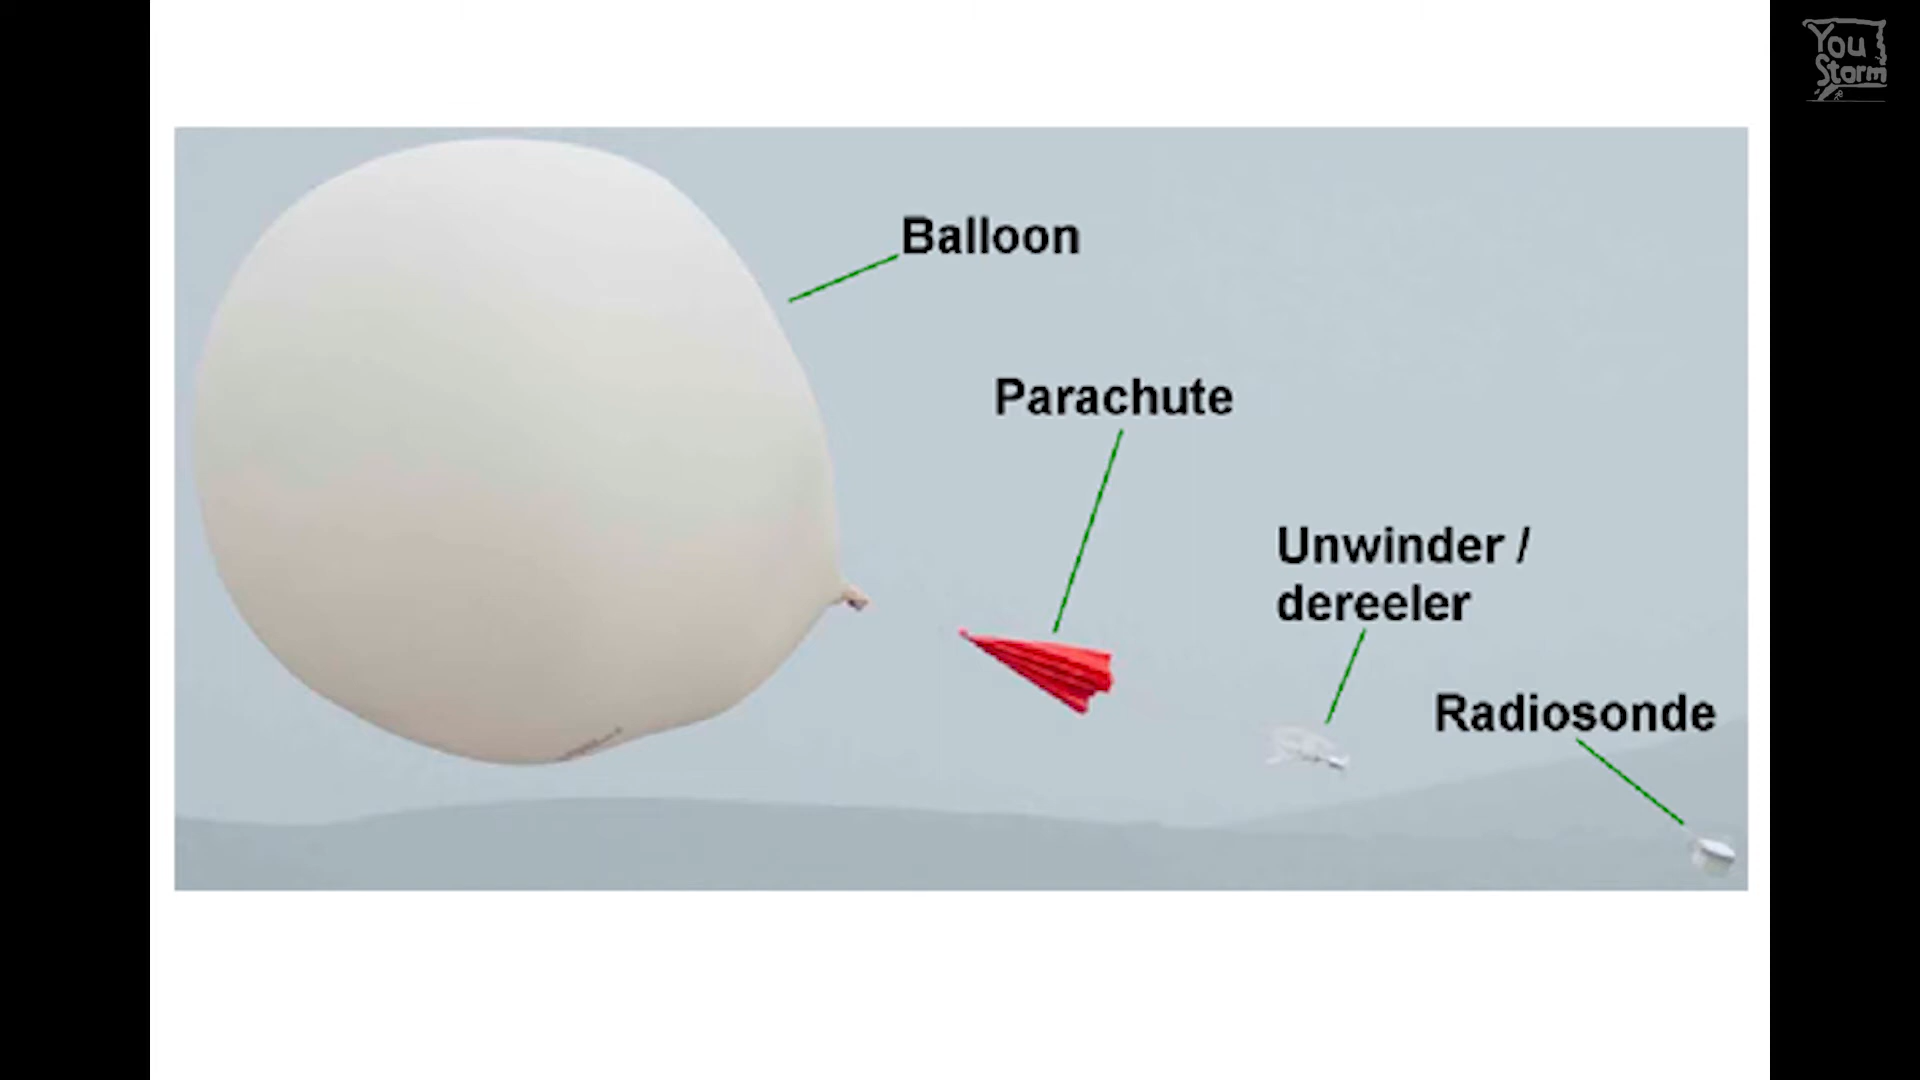 You
Storm
Balloon
Parachute
Unwinder /
dereeler
Radiosonde